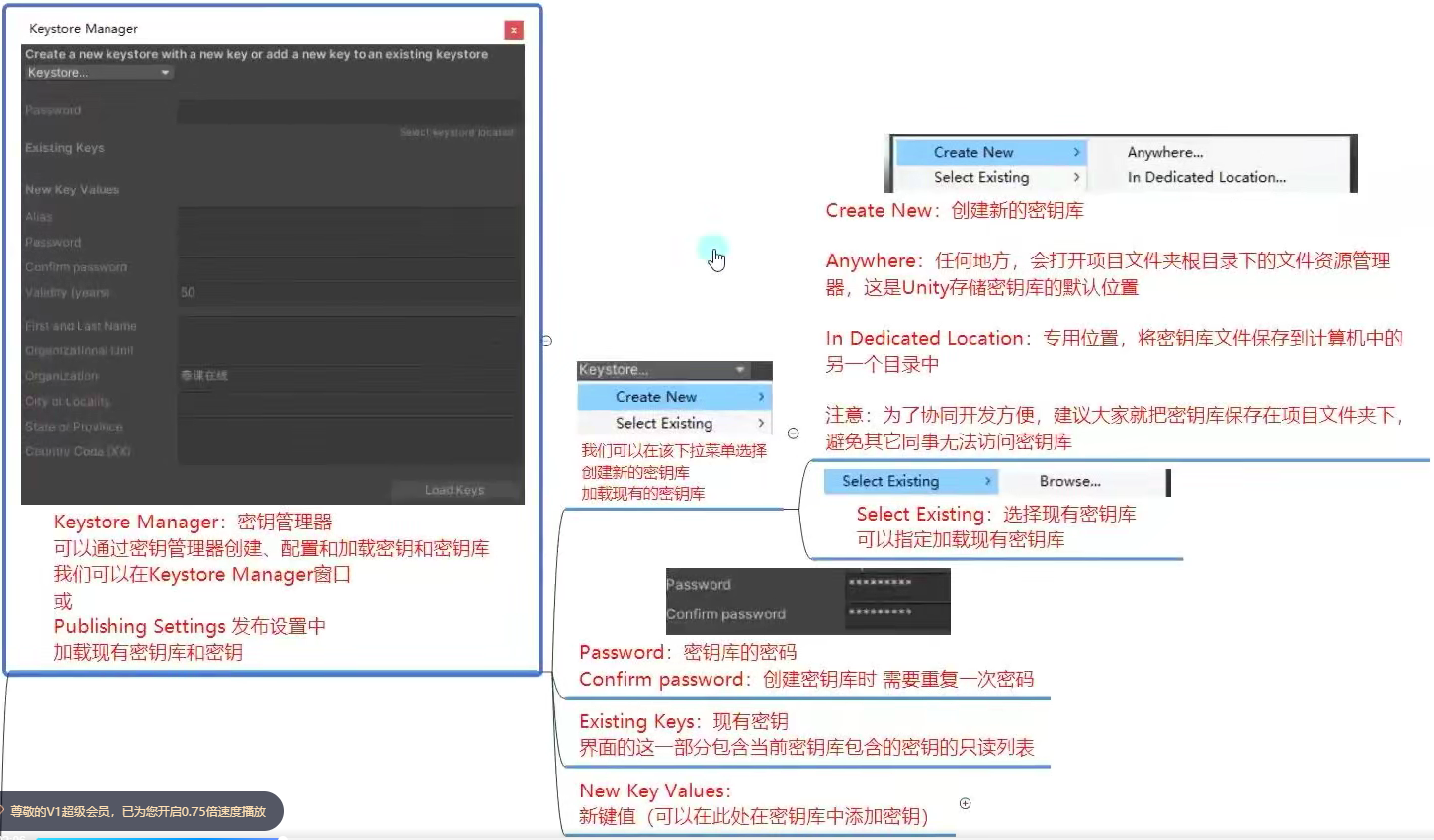 Keystore Manager
Create a new keystore with a new key or add a new key to an existing keystore
Keystore...
Password
Select keystore location
Existing Keys
New Key Values
Alias
Password
Confirm password
Validity (years)
50
First and Last Name
Organizational Unit
Organization
泰课在线
City or Locality
State or Province
Country Code (XX)
Load Keys
Keystore Manager：密钥管理器
可以通过密钥管理器创建、配置和加载密钥和密钥库
我们可以在Keystore Manager窗口
或
Publishing Settings 发布设置中
加载现有密钥库和密钥
Keystore...
Create New
Select Existing
我们可以在该下拉菜单选择
创建新的密钥库
加载现有的密钥库
Create New
Anywhere...
Select Existing
In Dedicated Location...
Create New：创建新的密钥库
Anywhere：任何地方，会打开项目文件夹根目录下的文件资源管理
器，这是Unity存储密钥库的默认位置
In Dedicated Location：专用位置，将密钥库文件保存到计算机中的
另一个目录中
注意：为了协同开发方便，建议大家就把密钥库保存在项目文件夹下，
避免其它同事无法访问密钥库
Select Existing
Browse...
Select Existing：选择现有密钥库
可以指定加载现有密钥库
Password
*********
Confirm password
*********
Password：密钥库的密码
Confirm password：创建密钥库时 需要重复一次密码
Existing Keys：现有密钥
界面的这一部分包含当前密钥库包含的密钥的只读列表
New Key Values：
新键值（可以在此处在密钥库中添加密钥）
尊敬的V1超级会员，已为您开启0.75倍速度播放